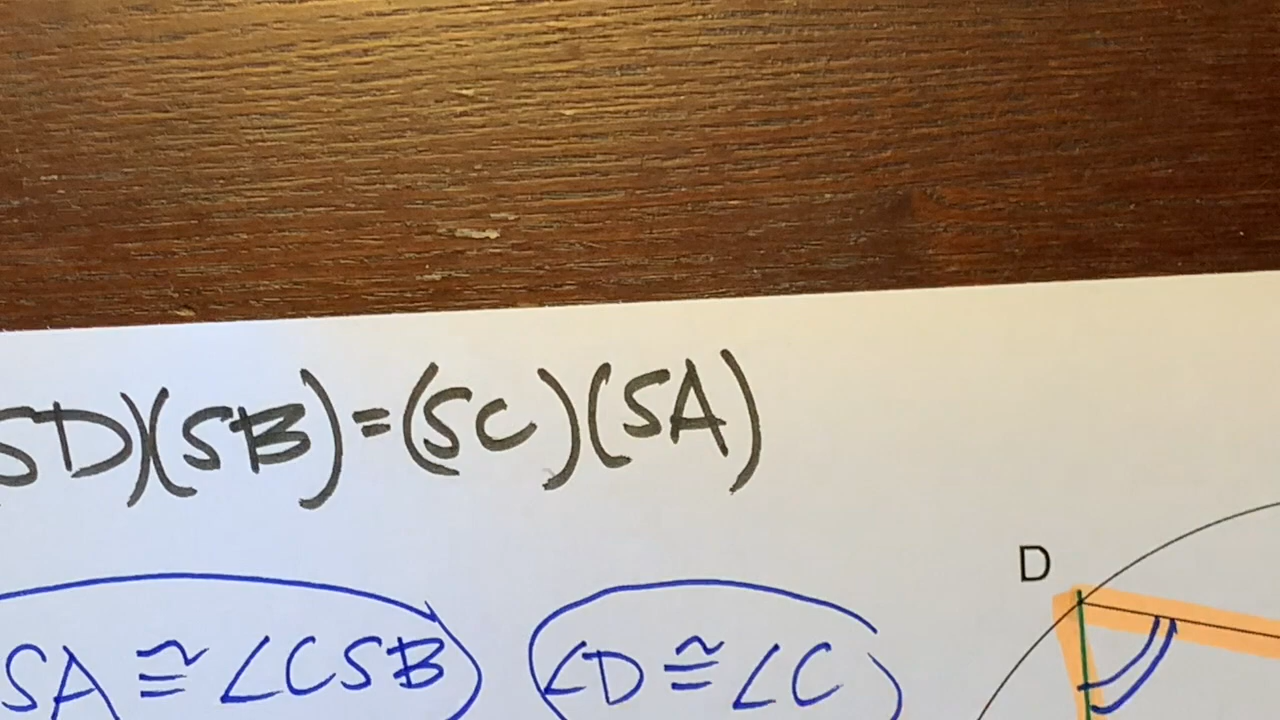 SD)(SB)=(SC)(SA)
D
SA ≅ ∠CSB ∠D ≅ ∠C